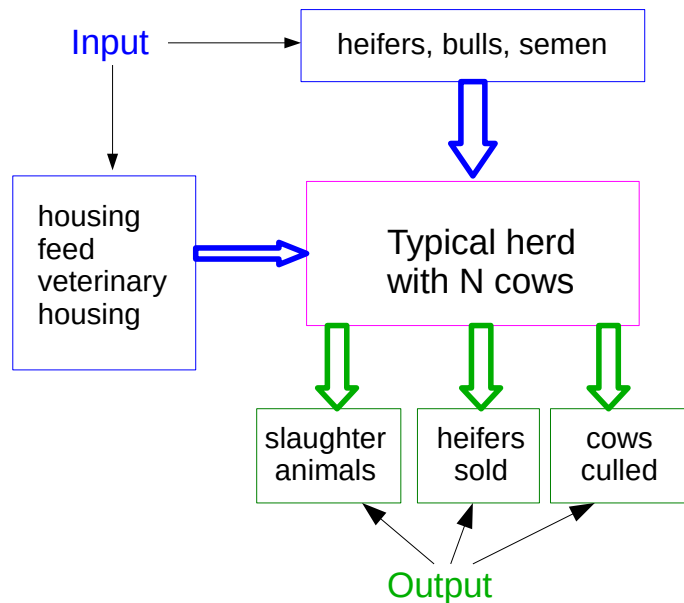 Input
heifers, bulls, semen
housing
feed
veterinary
housing
Typical herd
with N cows
slaughter
animals
heifers
sold
cows
culled
Output